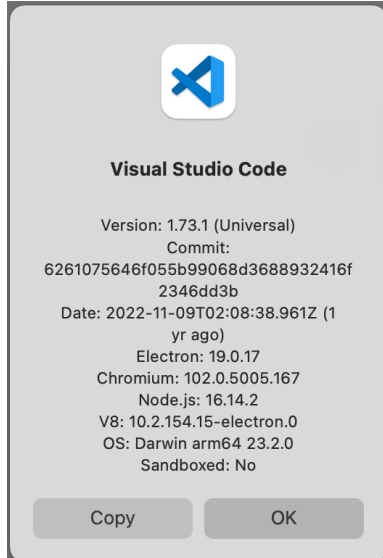 Visual Studio Code
Version: 1.73.1 (Universal)
Commit:
6261075646f055b99068d3688932416f
2346dd3b
Date: 2022-11-09T02:08:38.961Z (1
yr ago)
Electron: 19.0.17
Chromium: 102.0.5005.167
Node.js: 16.14.2
V8: 10.2.154.15-electron.0
OS: Darwin arm64 23.2.0
Sandboxed: No
Copy
OK